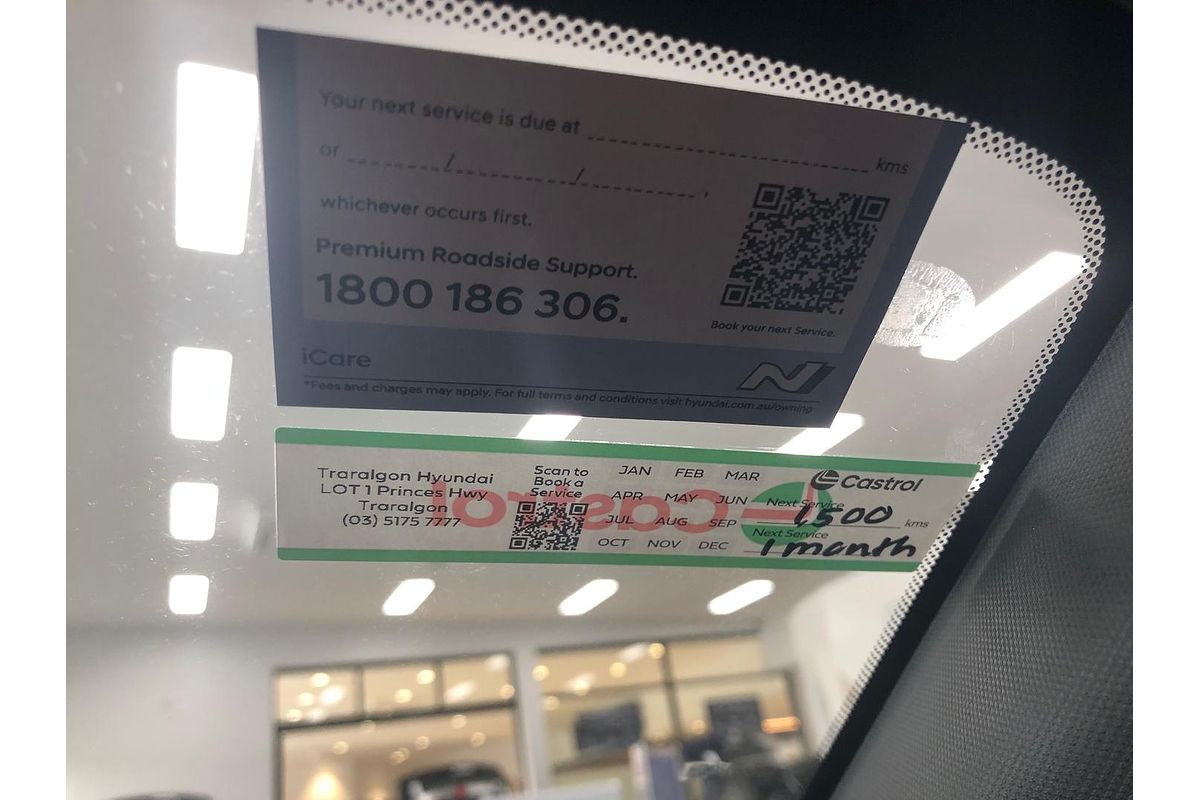 Your next service is due at kms
or / / ,
whichever occurs first.
Premium Roadside Support.
1800 186 306.
Book your next Service.
iCare
N
*Fees and charges may apply. For full terms and conditions visit hyundai.com.au/owning
Traralgon Hyundai
LOT 1 Princes Hwy
Traralgon
(03) 5175 7777
Scan to
Book a
Service
JAN FEB MAR
APR MAY JUN
JUL AUG SEP
OCT NOV DEC
Castrol
Next Service
1,500 kms
Next Service
1 month
Castrol